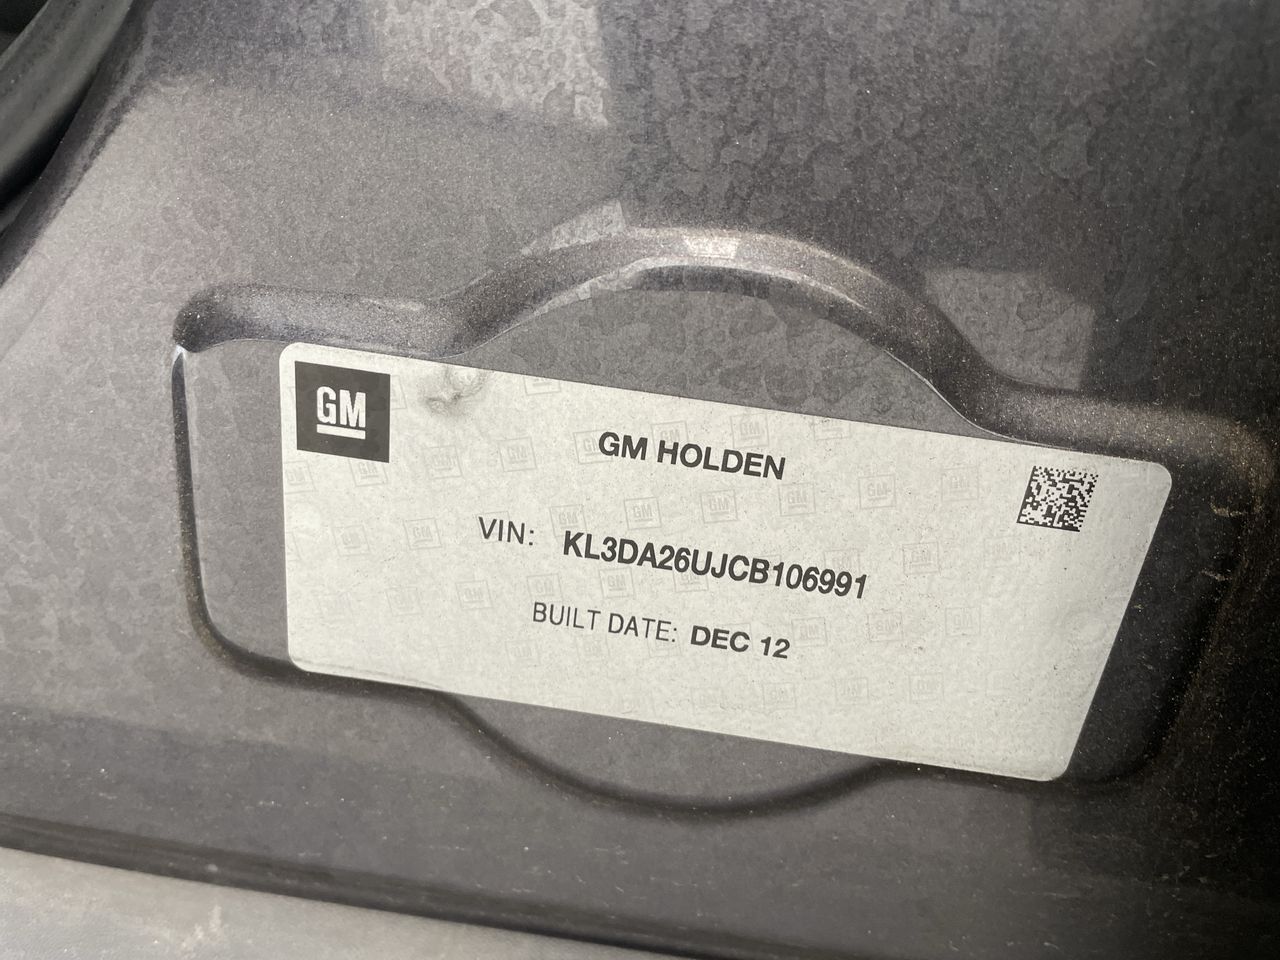 GM
GM HOLDEN
VIN: KL3DA26UJCB106991
BUILT DATE: DEC 12